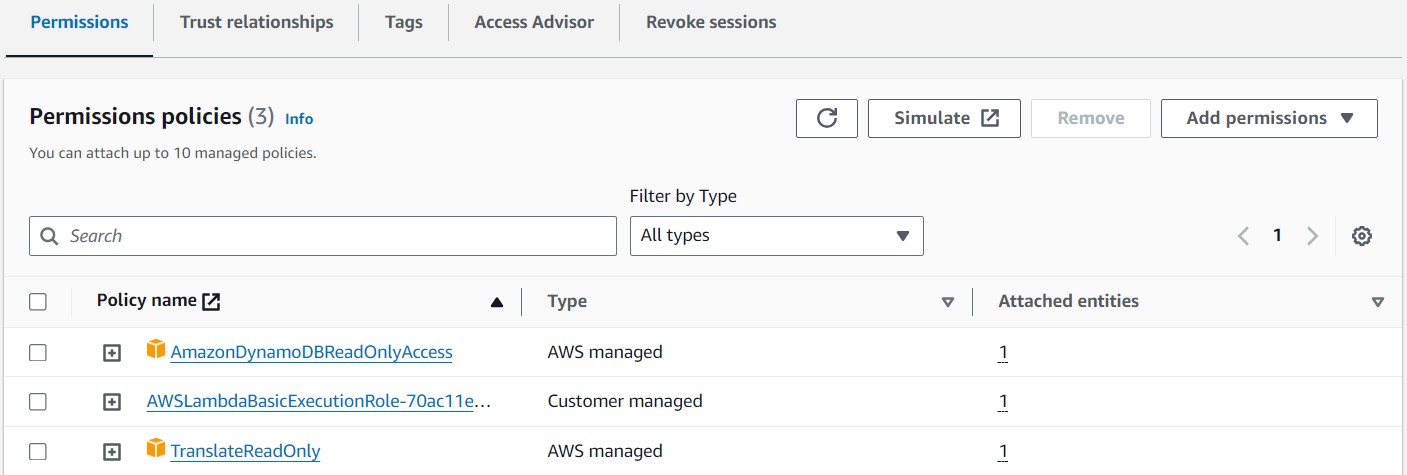 Permissions Trust relationships Tags Access Advisor Revoke sessions
Permissions policies (3) Info
Simulate Remove Add permissions
You can attach up to 10 managed policies.
Filter by Type
Search All types 1
Policy name Type Attached entities
AmazonDynamoDBReadOnlyAccess AWS managed 1
AWSLambdaBasicExecutionRole-70ac11e... Customer managed 1
TranslateReadOnly AWS managed 1